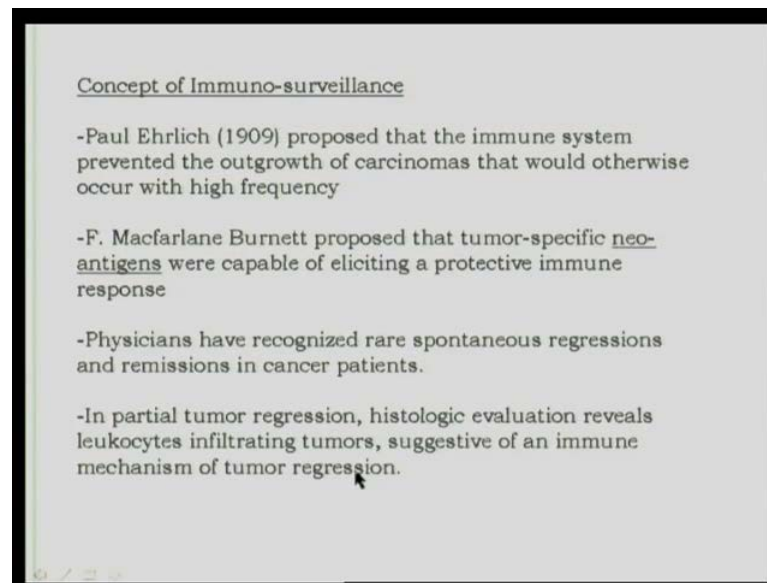 Concept of Immuno-surveillance
-Paul Ehrlich (1909) proposed that the immune system
prevented the outgrowth of carcinomas that would otherwise
occur with high frequency
-F. Macfarlane Burnett proposed that tumor-specific neo-
antigens were capable of eliciting a protective immune
response
-Physicians have recognized rare spontaneous regressions
and remissions in cancer patients.
-In partial tumor regression, histologic evaluation reveals
leukocytes infiltrating tumors, suggestive of an immune
mechanism of tumor regression.